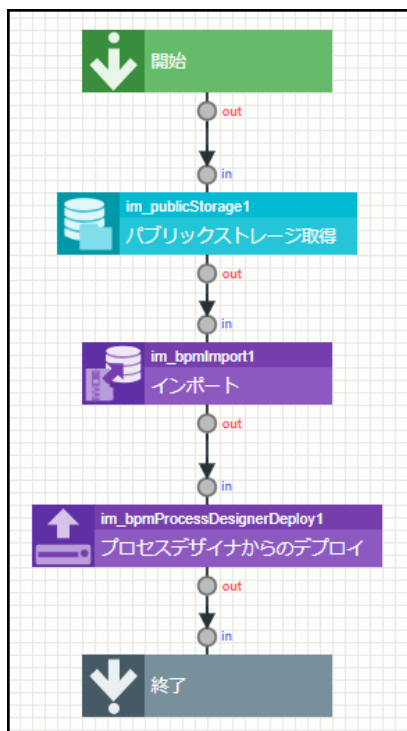 開始
out
in
im_publicStorage1
パブリックストレージ取得
out
in
im_bpmImport1
インポート
out
in
im_bpmProcessDesignerDeploy1
プロセスデザイナからのデプロイ
out
in
終了